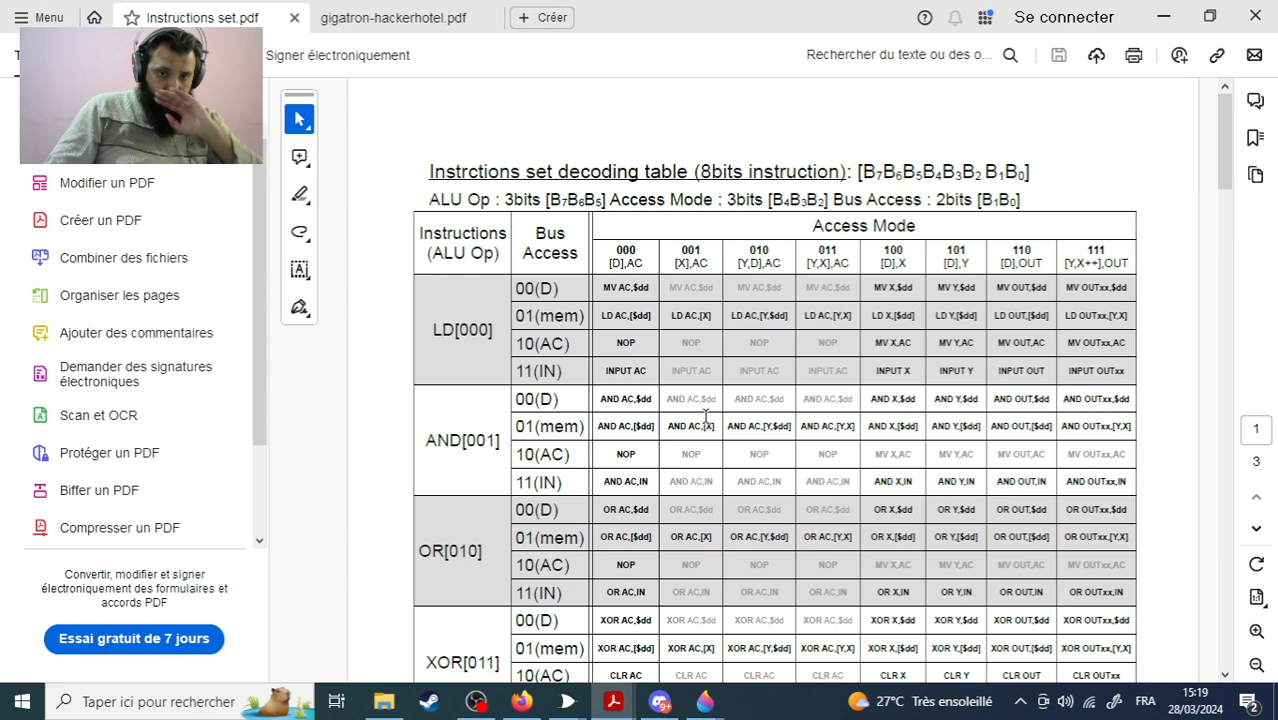 Menu
Instructions set.pdf
gigatron-hackerhotel.pdf
Créer
Se connecter
Signer électroniquement
Rechercher du texte ou des o...
Modifier un PDF
Créer un PDF
Combiner des fichiers
Organiser les pages
Ajouter des commentaires
Demander des signatures
électroniques
Scan et OCR
Protéger un PDF
Biffer un PDF
Compresser un PDF
Convertir, modifier et signer
électroniquement des formulaires et
accords PDF
Essai gratuit de 7 jours
Instrctions set decoding table (8bits instruction): [B7B6B5B4B3B2 B1B0]
ALU Op : 3bits [B7B6B5] Access Mode : 3bits [B4B3B2] Bus Access : 2bits [B1B0]
Instructions (ALU Op) Bus Access Access Mode
000 001 010 011 100 101 110 111
[D],AC [X],AC [Y,D],AC [Y,X],AC [D],X [D],Y [D],OUT [Y,X++],OUT
LD[000]
00(D) MV AC,$dd MV AC,$dd MV AC,$dd MV AC,$dd MV X,$dd MV Y,$dd MV OUT,$dd MV OUTxx,$dd
01(mem) LD AC,[$dd] LD AC,[X] LD AC,[Y,$dd] LD AC,[Y,X] LD X,[$dd] LD Y,[$dd] LD OUT,[$dd] LD OUTxx,[Y,X]
10(AC) NOP NOP NOP NOP MV X,AC MV Y,AC MV OUT,AC MV OUTxx,AC
11(IN) INPUT AC INPUT AC INPUT AC INPUT AC INPUT X INPUT Y INPUT OUT INPUT OUTxx
AND[001]
00(D) AND AC,$dd AND AC,$dd AND AC,$dd AND AC,$dd AND X,$dd AND Y,$dd AND OUT,$dd AND OUTxx,$dd
01(mem) AND AC,[$dd] AND AC,[X] AND AC,[Y,$dd] AND AC,[Y,X] AND X,[$dd] AND Y,[$dd] AND OUT,[$dd] AND OUTxx,[Y,X]
10(AC) NOP NOP NOP NOP MV X,AC MV Y,AC MV OUT,AC MV OUTxx,AC
11(IN) AND AC,IN AND AC,IN AND AC,IN AND AC,IN AND X,IN AND Y,IN AND OUT,IN AND OUTxx,IN
OR[010]
00(D) OR AC,$dd OR AC,$dd OR AC,$dd OR AC,$dd OR X,$dd OR Y,$dd OR OUT,$dd OR OUTxx,$dd
01(mem) OR AC,[$dd] OR AC,[X] OR AC,[Y,$dd] OR AC,[Y,X] OR X,[$dd] OR Y,[$dd] OR OUT,[$dd] OR OUTxx,[Y,X]
10(AC) NOP NOP NOP NOP MV X,AC MV Y,AC MV OUT,AC MV OUTxx,AC
11(IN) OR AC,IN OR AC,IN OR AC,IN OR AC,IN OR X,IN OR Y,IN OR OUT,IN OR OUTxx,IN
XOR[011]
00(D) XOR AC,$dd XOR AC,$dd XOR AC,$dd XOR AC,$dd XOR X,$dd XOR Y,$dd XOR OUT,$dd XOR OUTxx,$dd
01(mem) XOR AC,[$dd] XOR AC,[X] XOR AC,[Y,$dd] XOR AC,[Y,X] XOR X,[$dd] XOR Y,[$dd] XOR OUT,[$dd] XOR OUTxx,[Y,X]
10(AC) CLR AC CLR AC CLR AC CLR AC CLR X CLR Y CLR OUT CLR OUTxx
1
3
Taper ici pour rechercher
9+
27°C Très ensoleillé
FRA
15:19
28/03/2024
2